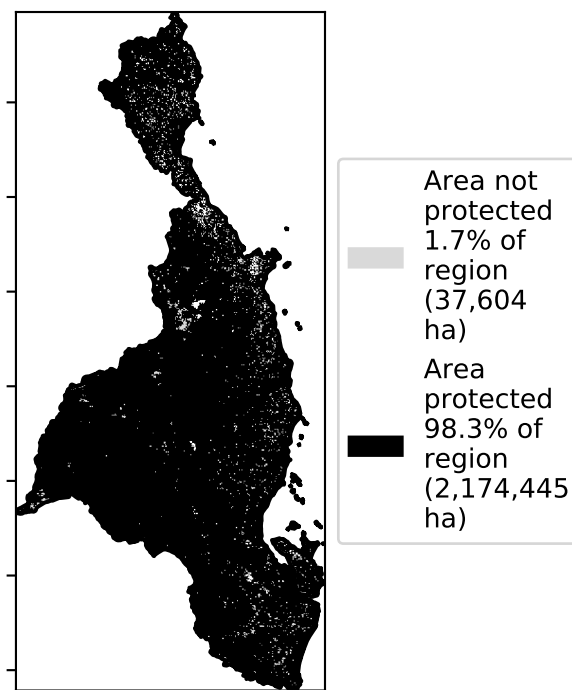 Area not
protected
1.7% of
region
(37,604
ha)
Area
protected
98.3% of
region
(2,174,445
ha)